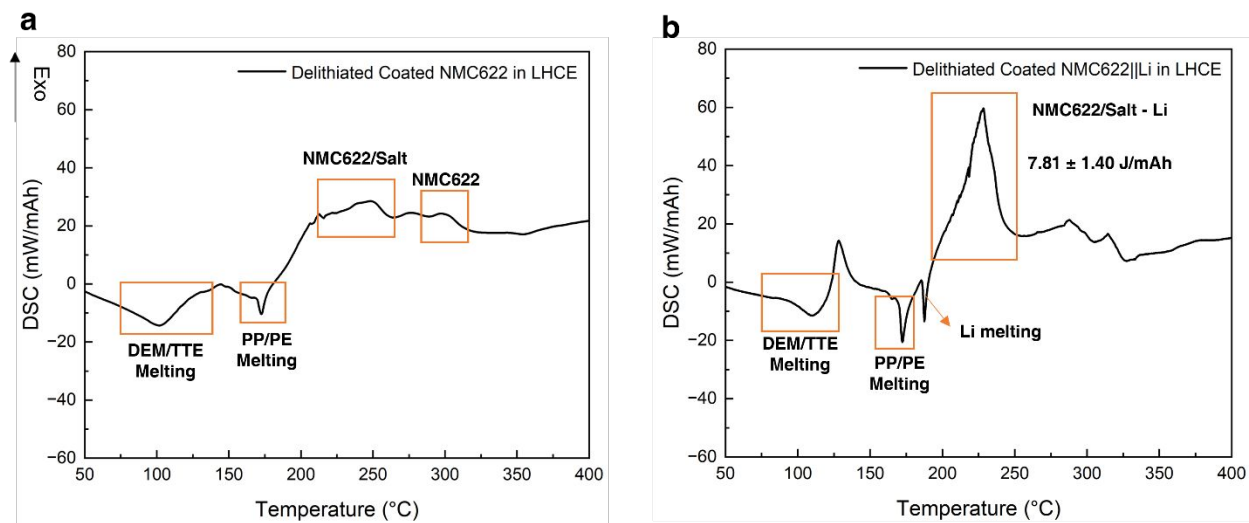 a
Exo
80
60
40
20
0
−20
−40
−60
DSC (mW/mAh)
Delithiated Coated NMC622 in LHCE
NMC622/Salt
NMC622
DEM/TTE
Melting
PP/PE
Melting
50 100 150 200 250 300 350 400
Temperature (°C)
b
80
60
40
20
0
−20
−40
−60
DSC (mW/mAh)
Delithiated Coated NMC622||Li in LHCE
NMC622/Salt - Li
7.81 ± 1.40 J/mAh
Li melting
DEM/TTE
Melting
PP/PE
Melting
50 100 150 200 250 300 350 400
Temperature (°C)